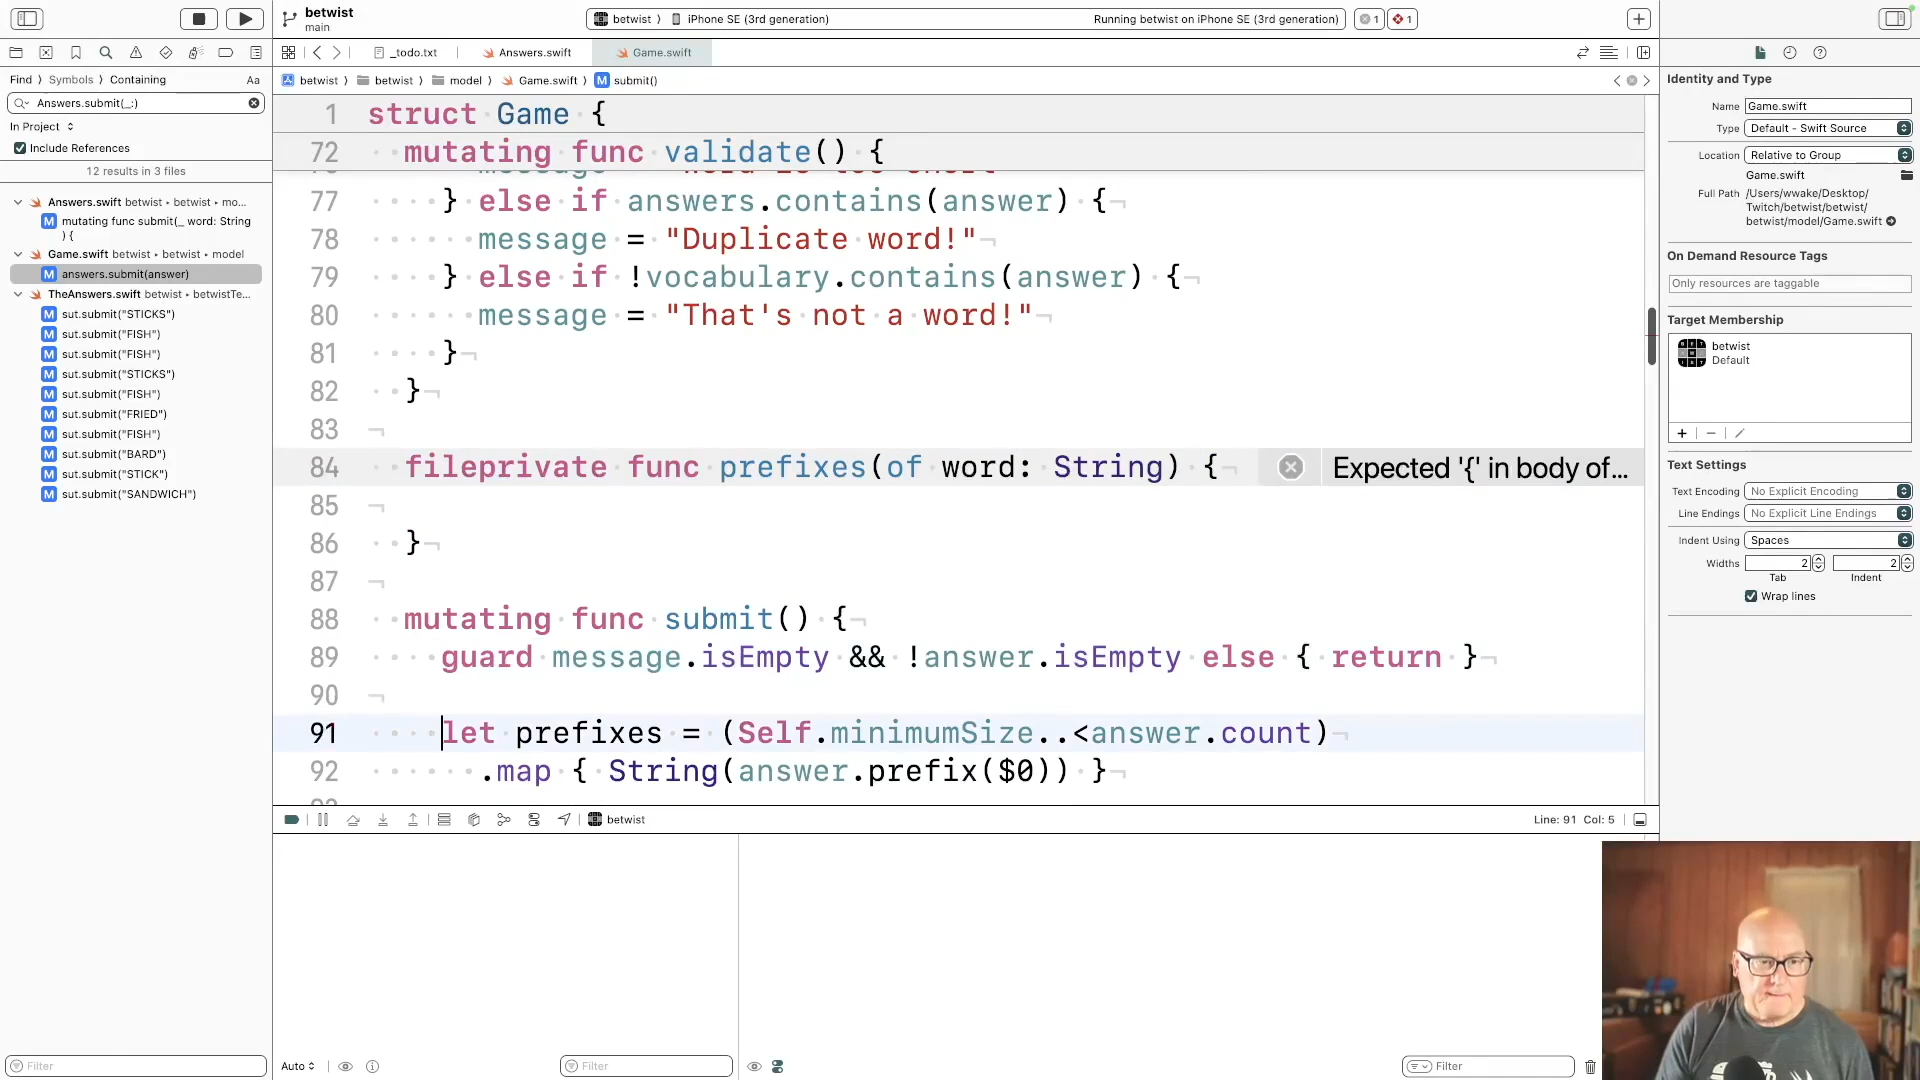 betwist
main
betwist
iPhone SE (3rd generation)
Running betwist on iPhone SE (3rd generation)
1
1
_todo.txt
Answers.swift
Game.swift
Find
Symbols
Containing
Aa
betwist
betwist
model
Game.swift
M
submit()
Answers.submit(_:)
In Project
Include References
12 results in 3 files
Answers.swift betwist ▸ betwist ▸ mo...
M mutating func submit(_ word: String
) {
Game.swift betwist ▸ betwist ▸ model
M answers.submit(answer)
TheAnswers.swift betwist ▸ betwistTe...
M sut.submit("STICKS")
M sut.submit("FISH")
M sut.submit("FISH")
M sut.submit("STICKS")
M sut.submit("FISH")
M sut.submit("FRIED")
M sut.submit("FISH")
M sut.submit("BARD")
M sut.submit("STICK")
M sut.submit("SANDWICH")
Filter
1 struct Game {
72 mutating func validate() {
77 } else if answers.contains(answer) {
78 message = "Duplicate word!"
79 } else if !vocabulary.contains(answer) {
80 message = "That's not a word!"
81 }
82 }
83
84 fileprivate func prefixes(of word: String) {
Expected '{' in body of...
85
86 }
87
88 mutating func submit() {
89 guard message.isEmpty && !answer.isEmpty else { return }
90
91 let prefixes = (Self.minimumSize..<answer.count)
92 .map { String(answer.prefix($0)) }
betwist
Line: 91 Col: 5
Auto
Filter
Filter
Identity and Type
Name Game.swift
Type Default - Swift Source
Location Relative to Group
Game.swift
Full Path /Users/wwake/Desktop/
Twitch/betwist/betwist/
betwist/model/Game.swift
On Demand Resource Tags
Only resources are taggable
Target Membership
betwist
Default
Text Settings
Text Encoding No Explicit Encoding
Line Endings No Explicit Line Endings
Indent Using Spaces
Widths 2 2
Tab Indent
Wrap lines